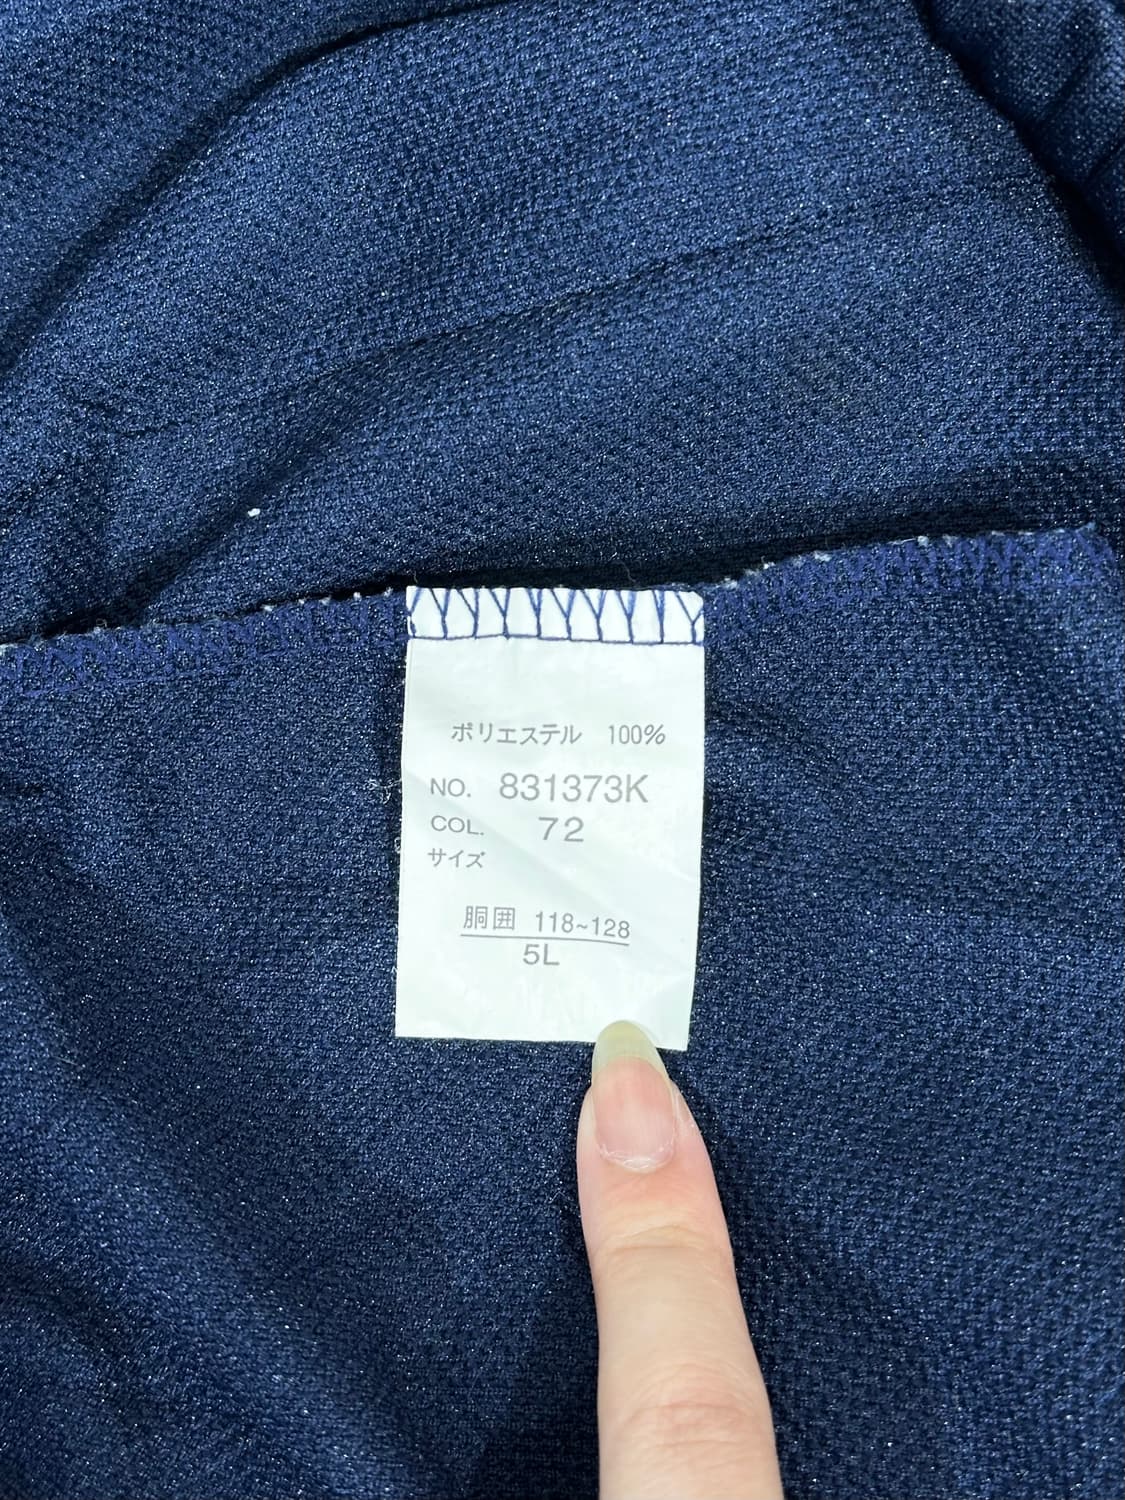 ポリエステル 100%
NO. 831373K
COL. 72
サイズ
胴囲 118~128
5L